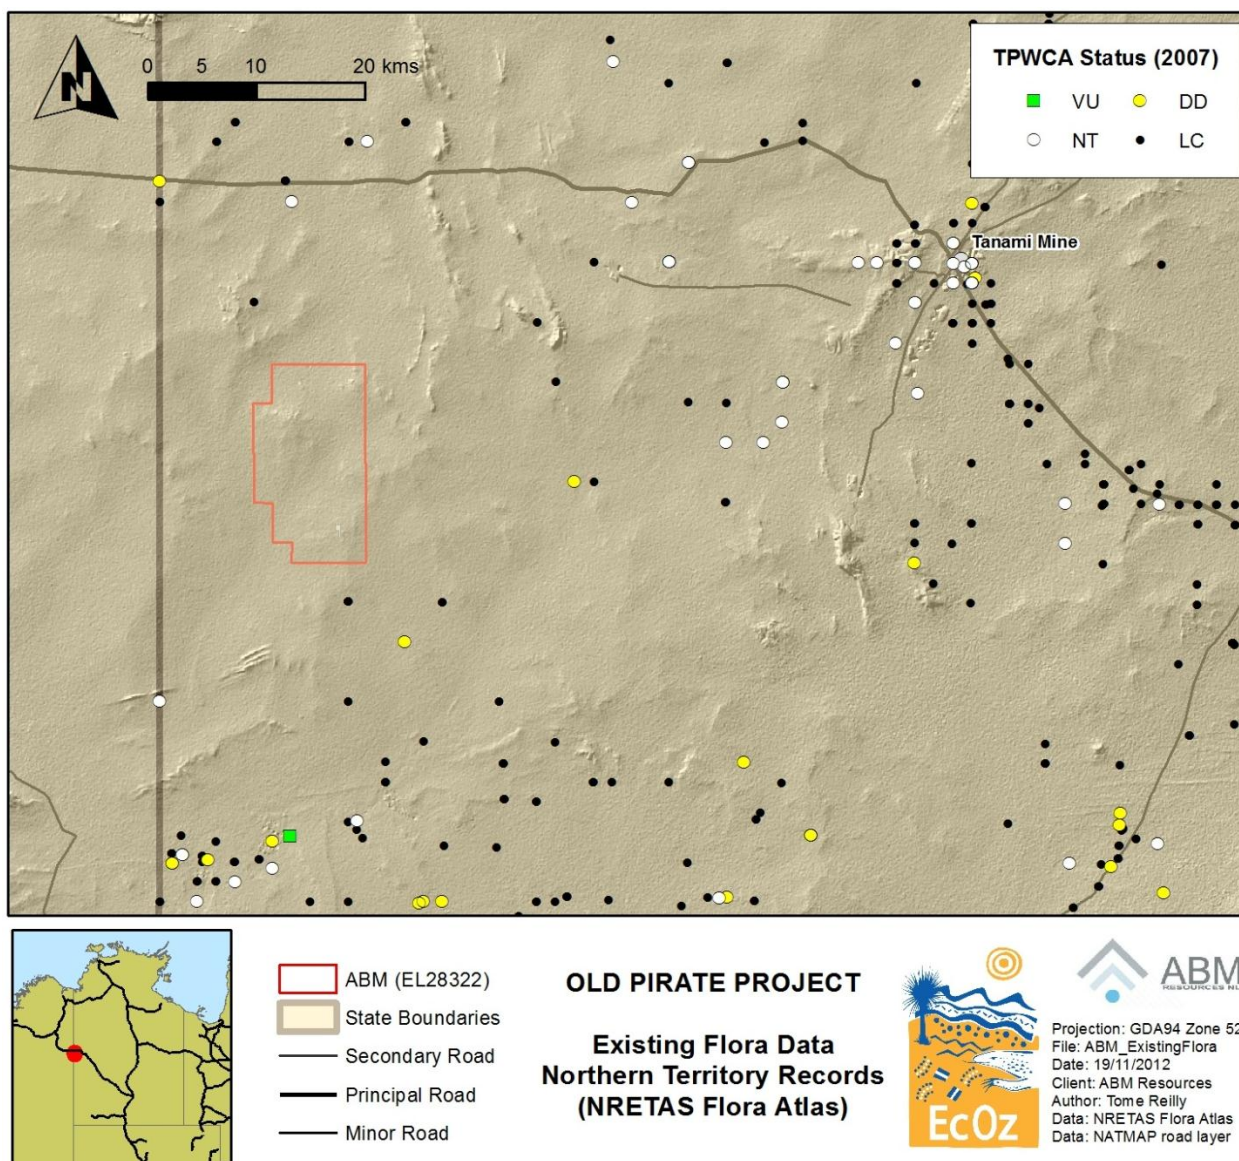 N
0 5 10 20 kms
TPWCA Status (2007)
VU DD
NT LC
Tanami Mine
ABM (EL28322)
State Boundaries
Secondary Road
Principal Road
Minor Road
OLD PIRATE PROJECT
Existing Flora Data
Northern Territory Records
(NRETAS Flora Atlas)
EcOz
ABM
RESOURCES
Projection: GDA94 Zone 52
File: ABM_ExistingFlora
Date: 19/11/2012
Client: ABM Resources
Author: Tome Reilly
Data: NRETAS Flora Atlas
Data: NATMAP road layer